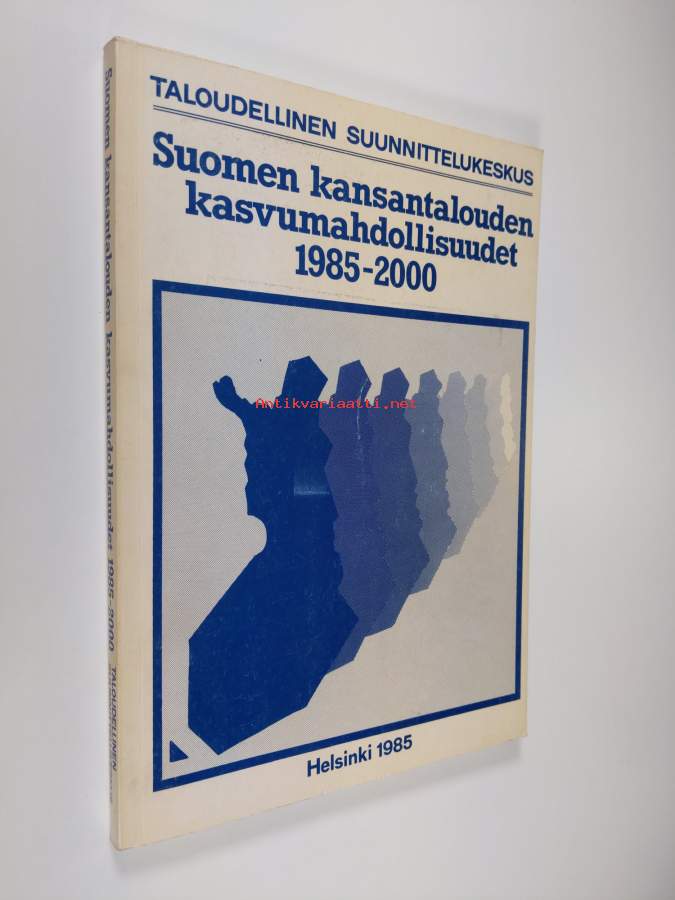 TALOUDELLINEN SUUNNITTELUKESKUS
Suomen kansantalouden
kasvumahdollisuudet
1985-2000
Antikvariaatti.net
Helsinki 1985
Suomen kansantalouden kasvumahdollisuudet 1985-2000 TALOUDELLINEN